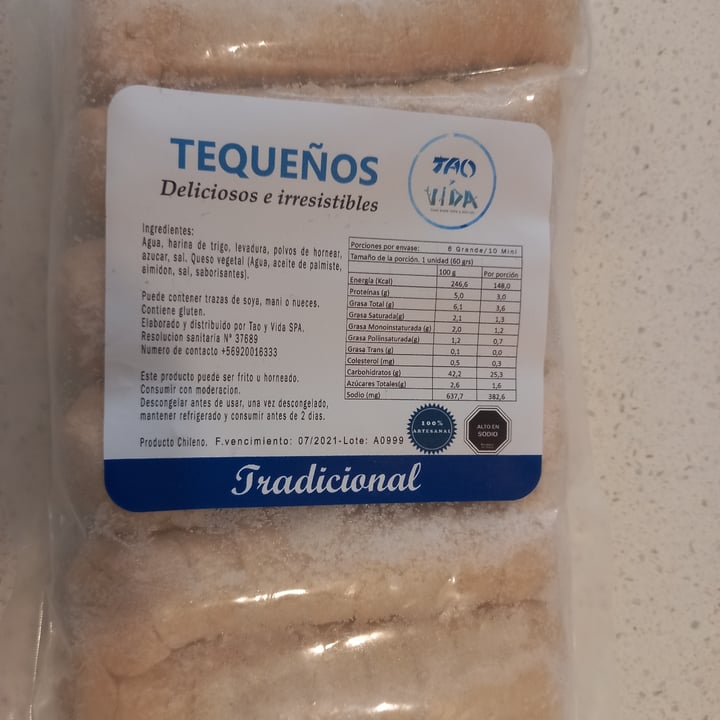 TEQUEÑOS
Deliciosos e irresistibles
TAO
Y
VIDA
Ingredientes:
Agua, harina de trigo, levadura, polvos de hornear,
azucar, sal. Queso vegetal (Agua, aceite de palmiste,
almidon, sal, saborisantes).
Puede contener trazas de soya, mani o nueces.
Contiene gluten.
Elaborado y distribuido por Tao y Vida SPA.
Resolucion sanitaria N° 37689
Numero de contacto +56920016333
Este producto puede ser frito u horneado.
Consumir con moderacion.
Descongelar antes de usar, una vez descongelado,
mantener refrigerado y consumir antes de 2 dias.
Producto Chileno. F.vencimiento: 07/2021-Lote: A0999
Porciones por envase: 6 Grande/10 Mini
Tamaño de la porción. 1 unidad (60 grs)
100 g Por porción
Energía (Kcal) 246,6 148,0
Proteínas (g) 5,0 3,0
Grasa Total (g) 6,1 3,6
Grasa Saturada(g) 2,1 1,3
Grasa Monoinsaturada (g) 2,0 1,2
Grasa Poliinsaturada(g) 1,2 0,7
Grasa Trans (g) 0,1 0,0
Colesterol (mg) 0,5 0,3
Carbohidratos (g) 42,2 25,3
Azúcares Totales(g) 2,6 1,6
Sodio (mg) 637,7 382,6
100%
ARTESANAL
ALTO EN
SODIO
Tradicional